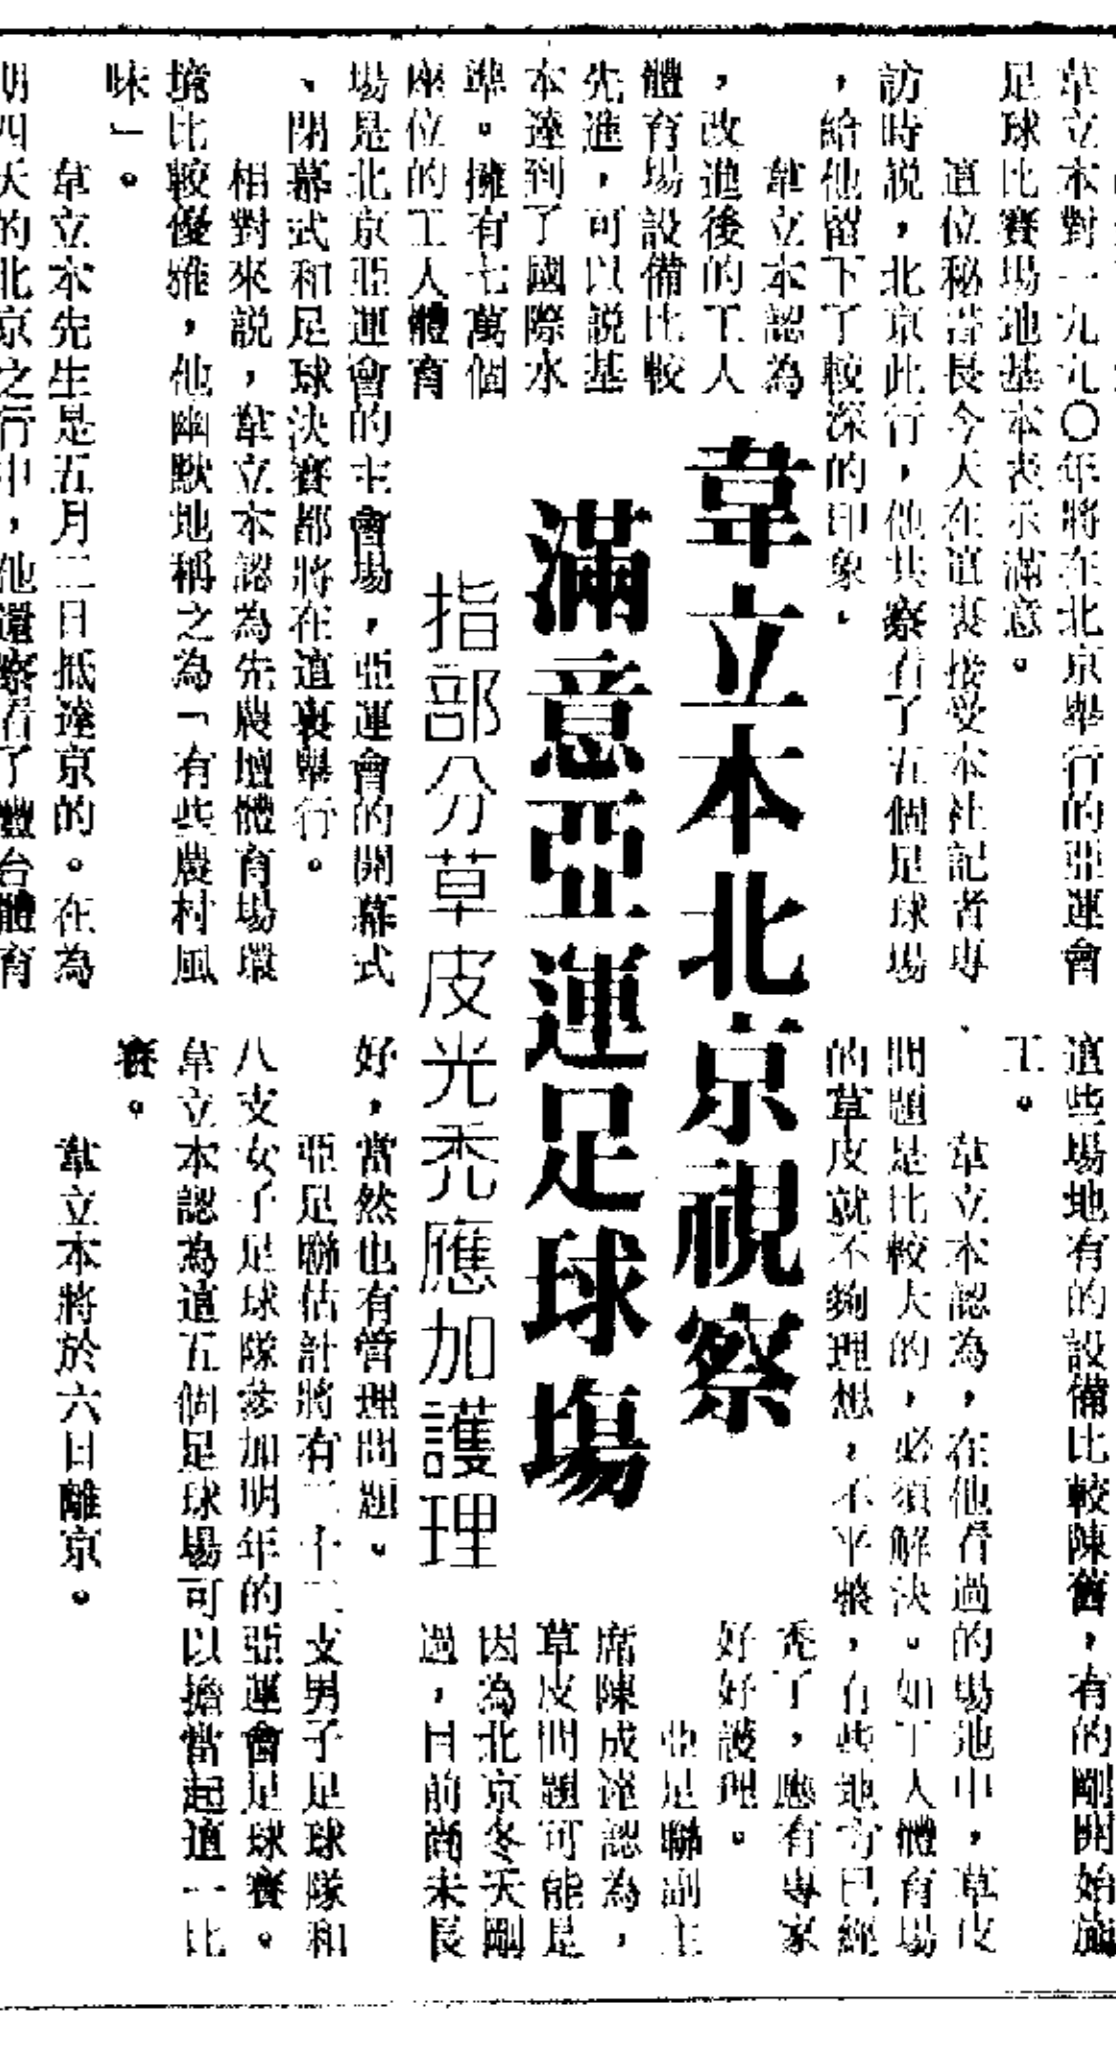 韋立本北京視察
滿意亞運足球場
指部分草皮光禿應加護理
韋立本對一九九〇年將在北京舉行的亞運會
足球比賽場地基本表示滿意。
這位秘書長今天在這裏接受本社記者專
訪時説，北京此行，他共察看了五個足球場
，給他留下了較深的印象．
韋立本認為
，改進後的工人
體育場設備比較
先進，可以説基
本達到了國際水
準。擁有七萬個
座位的工人體育
場是北京亞運會的主會場，亞運會的開幕式
、閉幕式和足球決賽都將在這裏舉行。
相對來説，韋立本認為先農壇體育場環
境比較優雅，他幽默地稱之為「有些農村風
味」。
韋立本先生是五月二日抵達京的。在為
期四天的北京之行中，他還察看了豐台體育
這些場地有的設備比較陳舊，有的剛開始施
工。
韋立本認為，在他看過的場地中，草皮
問題是比較大的，必須解決。如工人體育場
的草皮就不夠理想，不平整，有些地方已經
禿了，應有專家
好好護理。
亞足聯副主
席陳成達認為，
草皮問題可能是
因為北京冬天剛
過，目前尚未長
好，當然也有管理問題。
亞足聯估計將有二十二支男子足球隊和
八支女子足球隊參加明年的亞運會足球賽。
韋立本認為這五個足球場可以擔當起這一比
賽。
韋立本將於六日離京。